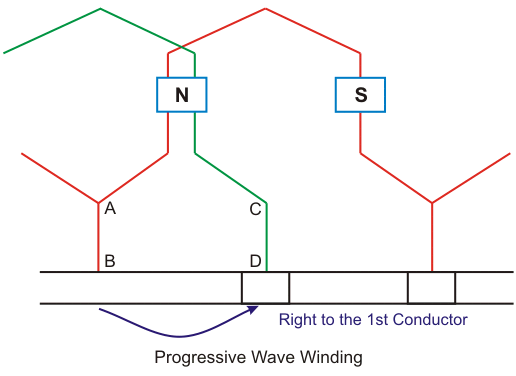 N
S
A
C
B
D
Right to the 1st Conductor
Progressive Wave Winding